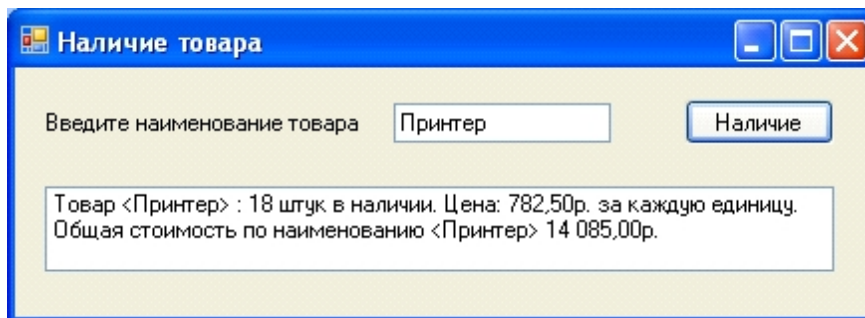 Наличие товара
Введите наименование товара Принтер Наличие
Товар <Принтер> : 18 штук в наличии. Цена: 782,50р. за каждую единицу.
Общая стоимость по наименованию <Принтер> 14 085,00р.